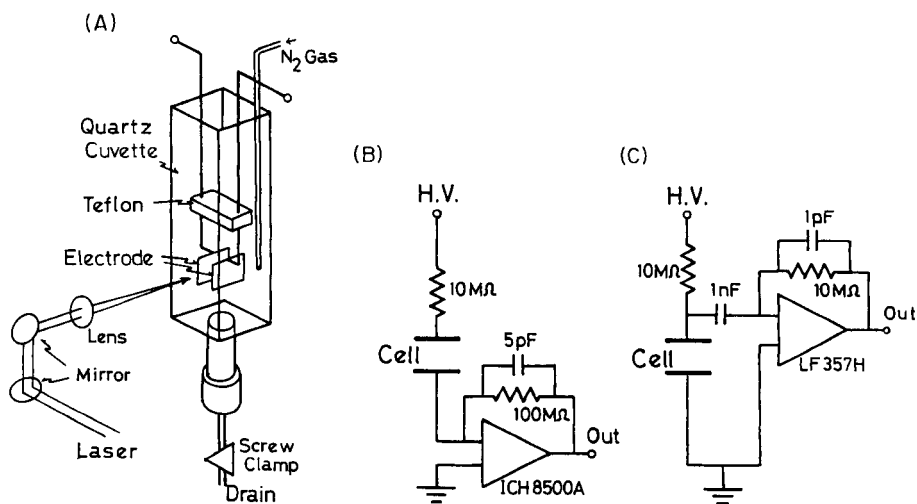 (A)
N2 Gas
Quartz
Cuvette
Teflon
Electrode
Lens
Mirror
Laser
Screw
Clamp
Drain
(B)
H.V.
10MΩ
Cell
5pF
100MΩ
Out
ICH8500A
(C)
H.V.
10MΩ
1nF
1pF
10MΩ
Out
LF357H
Cell